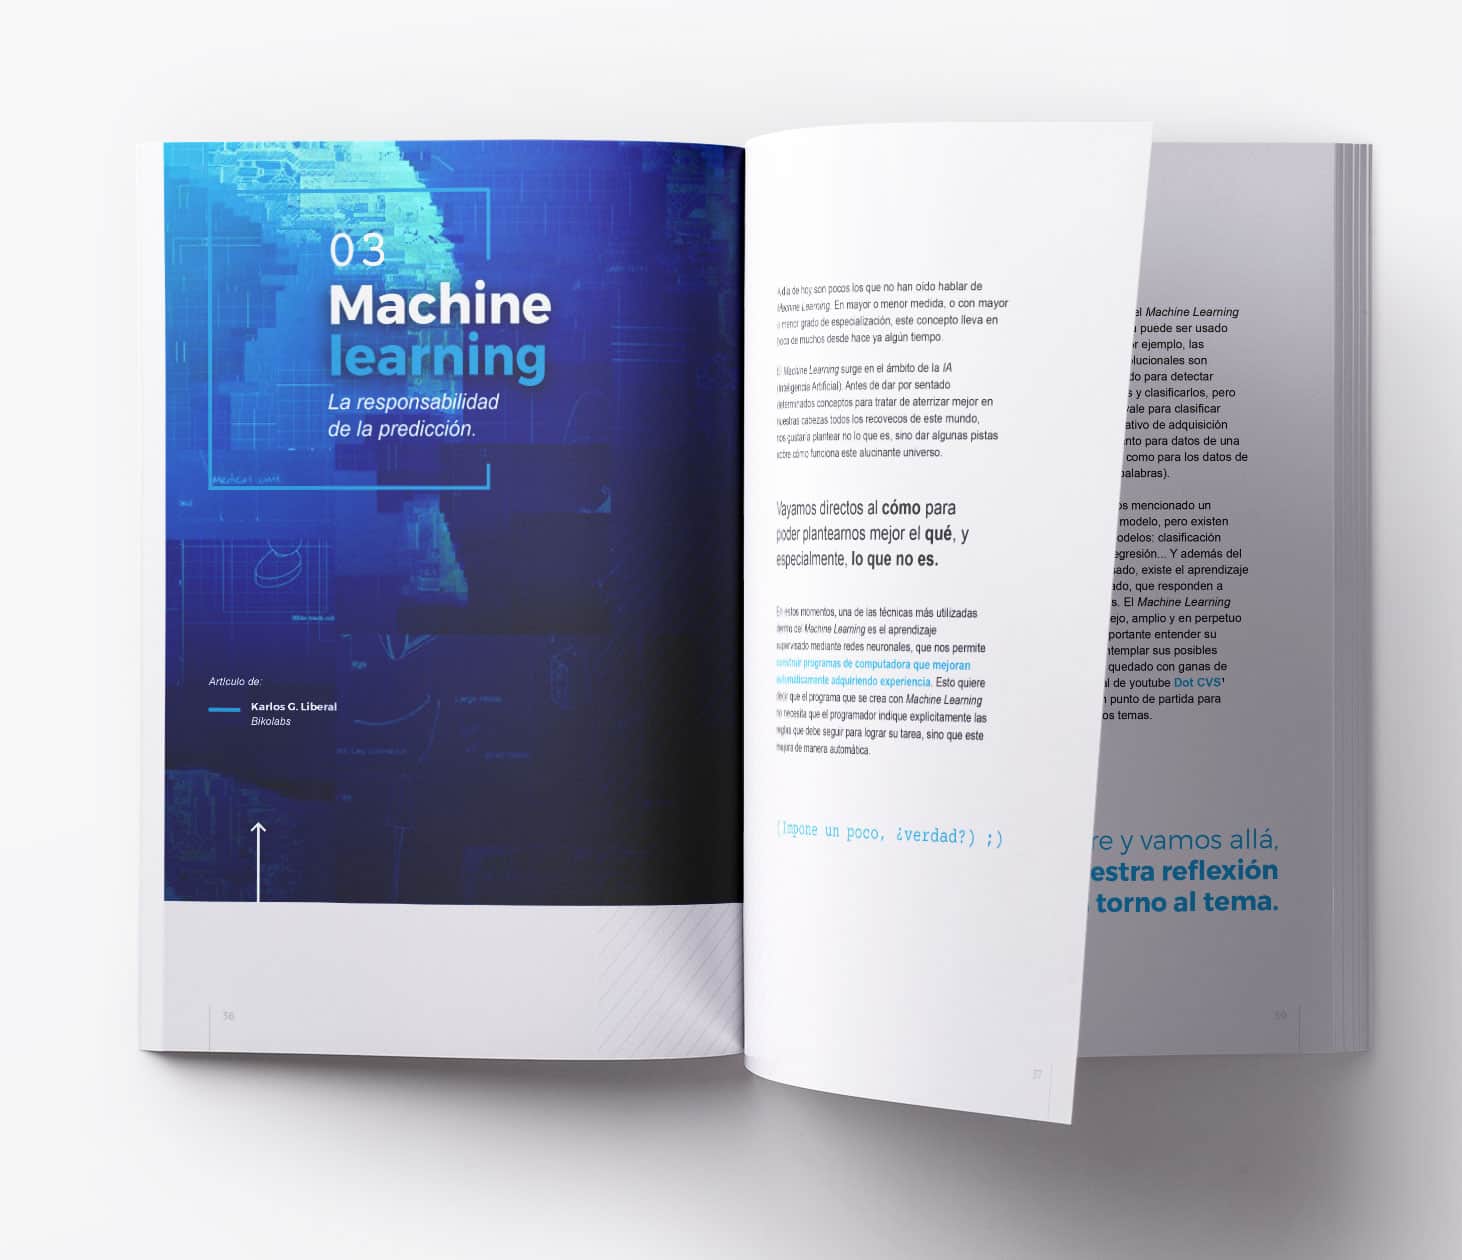 03
Machine
learning
La responsabilidad
de la predicción.
Medical unit
Artículo de:
Karlos G. Liberal
Bikolabs
36
A día de hoy son pocos los que no han oído hablar de
Machine Learning. En mayor o menor medida, o con mayor
o menor grado de especialización, este concepto lleva en
boca de muchos desde hace ya algún tiempo.
El Machine Learning surge en el ámbito de la IA
(Inteligencia Artificial). Antes de dar por sentado
determinados conceptos para tratar de aterrizar mejor en
nuestras cabezas todos los recovecos de este mundo,
nos gustaría plantear no lo que es, sino dar algunas pistas
sobre cómo funciona este alucinante universo.
Vayamos directos al cómo para
poder plantearnos mejor el qué, y
especialmente, lo que no es.
En estos momentos, una de las técnicas más utilizadas
dentro del Machine Learning es el aprendizaje
supervisado mediante redes neuronales, que nos permite
construir programas de computadora que mejoran
automáticamente adquiriendo experiencia. Esto quiere
decir que el programa que se crea con Machine Learning
no necesita que el programador indique explícitamente las
reglas que debe seguir para lograr su tarea, sino que este
mejora de manera automática.
(Impone un poco, ¿verdad?) ;)
37
el Machine Learning
puede ser usado
ejemplo, las
olucionales son
do para detectar
s y clasificarlos, pero
vale para clasificar
ativo de adquisición
nto para datos de una
como para los datos de
palabras).
os mencionado un
modelo, pero existen
odelos: clasificación
egresión... Y además del
sado, existe el aprendizaje
ado, que responden a
s. El Machine Learning
ejo, amplio y en perpetuo
portante entender su
ntemplar sus posibles
quedado con ganas de
al de youtube Dot CVS¹
punto de partida para
os temas.
re y vamos allá,
estra reflexión
torno al tema.
39